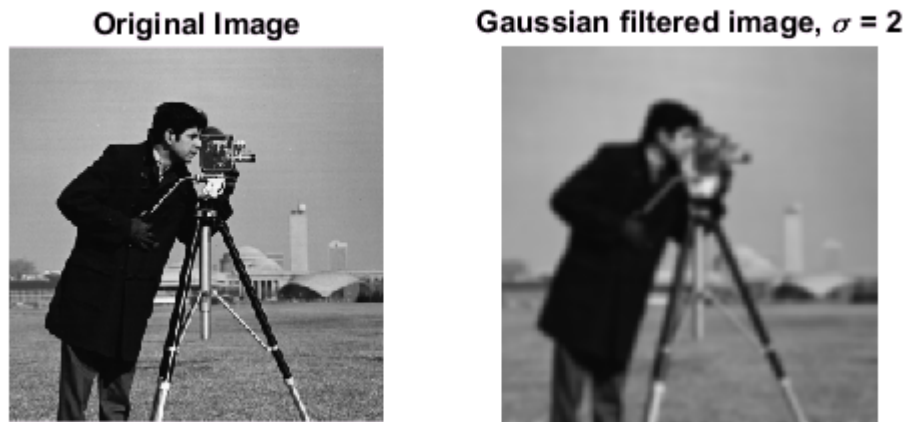 Original Image
Gaussian filtered image, σ = 2